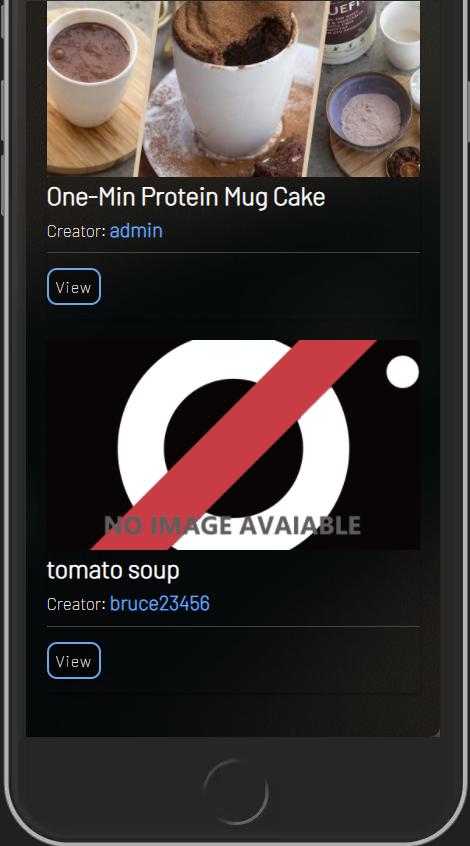 UEFI
One-Min Protein Mug Cake
Creator: admin
View
NO IMAGE AVAIABLE
tomato soup
Creator: bruce23456
View